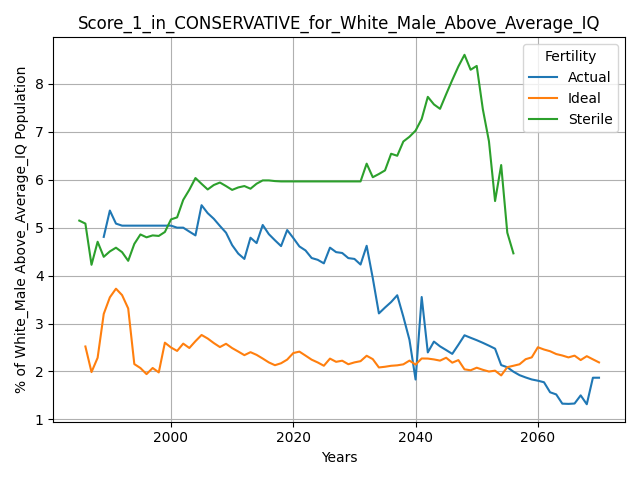 Score_1_in_CONSERVATIVE_for_White_Male_Above_Average_IQ
% of White_Male Above_Average_IQ Population
8
7
6
5
4
3
2
1
Fertility
Actual
Ideal
Sterile
2000
2020
2040
2060
Years